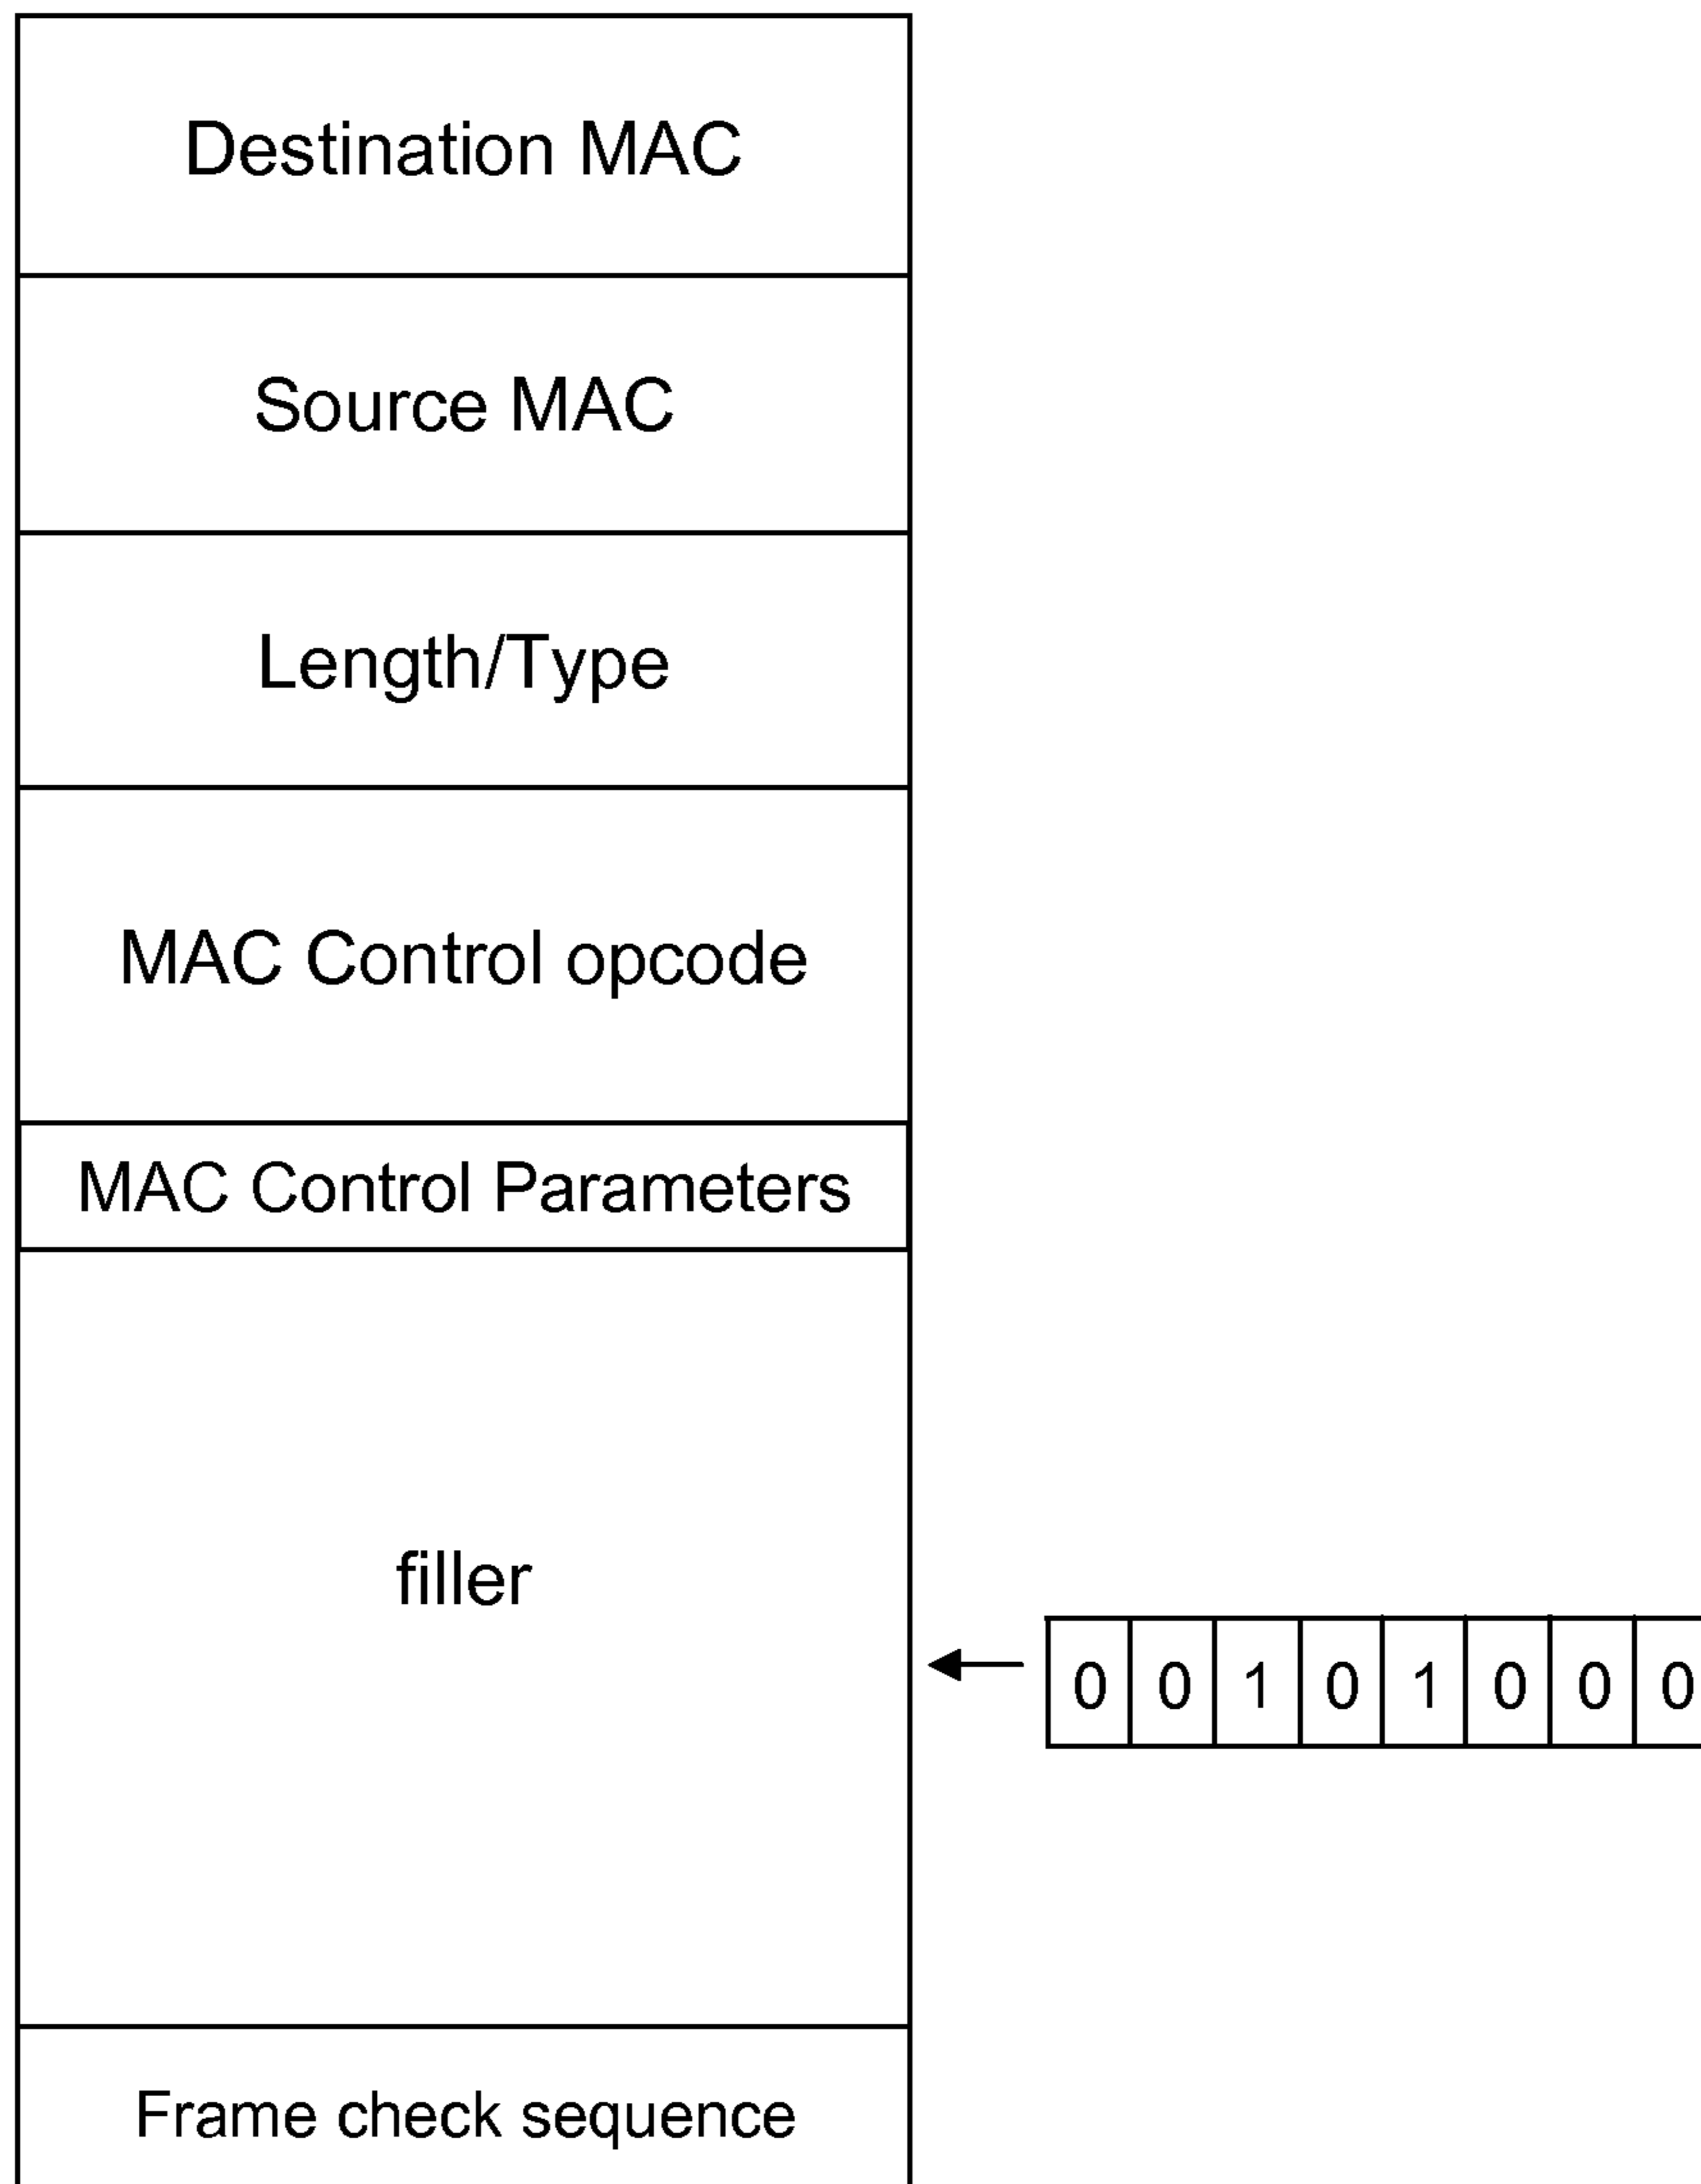 Destination MAC
Source MAC
Length/Type
MAC Control opcode
MAC Control Parameters
filler
0 0 1 0 1 0 0 0
Frame check sequence